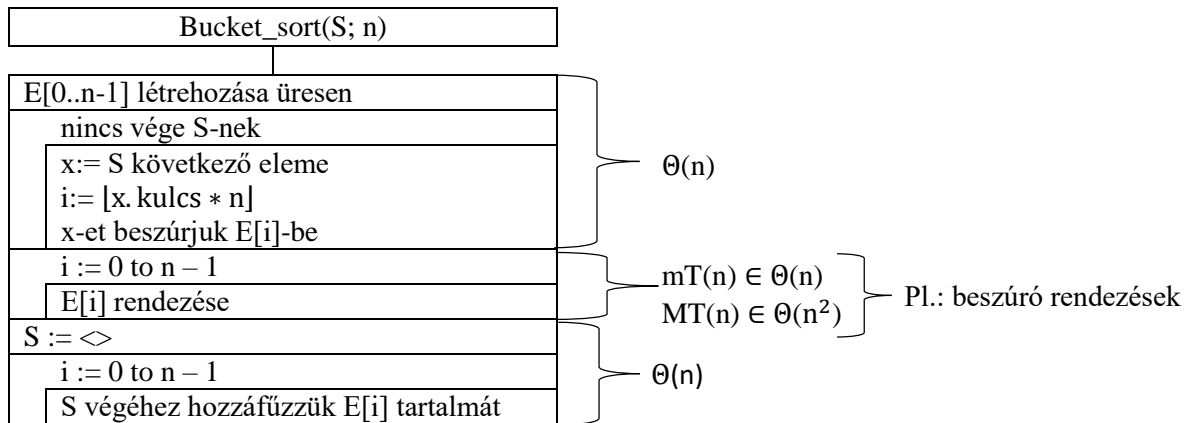 Bucket_sort(S; n)
E[0..n-1] létrehozása üresen
nincs vége S-nek
x:= S következő eleme
i:= ⌊x. kulcs ∗ n⌋
x-et beszúrjuk E[i]-be
Θ(n)
i := 0 to n – 1
E[i] rendezése
mT(n) ∈ Θ(n)
MT(n) ∈ Θ(n²)
Pl.: beszúró rendezések
S := <>
i := 0 to n – 1
S végéhez hozzáfűzzük E[i] tartalmát
Θ(n)